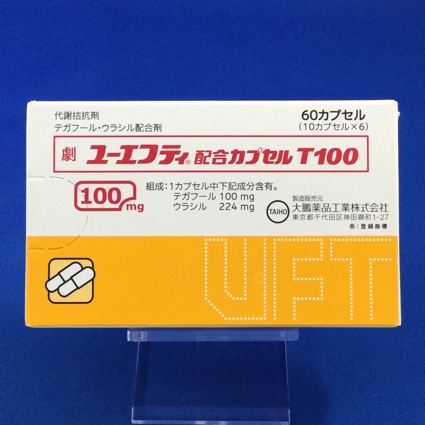 代謝拮抗剤
テガフール・ウラシル配合剤
60カプセル
(10カプセル×6)
劇 ユーエフティ® 配合カプセル T100
100mg
組成:1カプセル中下記成分含有。
テガフール 100 mg
ウラシル 224 mg
製造販売元
TAIHO 大鵬薬品工業株式会社
東京都千代田区神田錦町1-27
®:登録商標
UFT